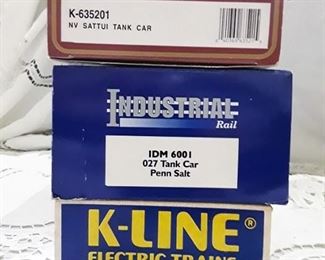 K-635201
NV SATTUI TANK CAR
INDUSTRIAL
Rail
IDM 6001
027 Tank Car
Penn Salt
K-LINE®
ELECTRIC TRAINS